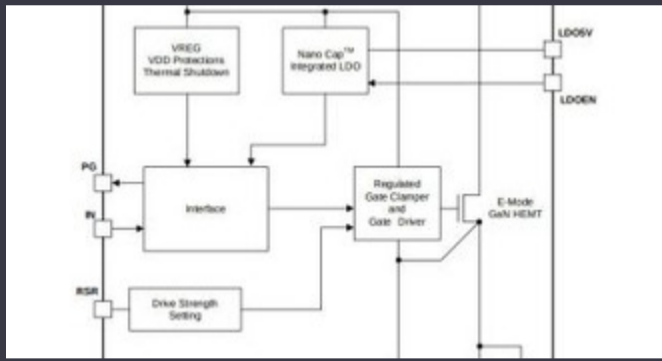 VREG
VDD Protections
Thermal Shutdown
Nano Cap™
Integrated LDO
LDO5V
LDOEN
PG
IN
RSR
Interface
Regulated
Gate Clamper
and
Gate Driver
E-Mode
GaN HEMT
Drive Strength
Setting